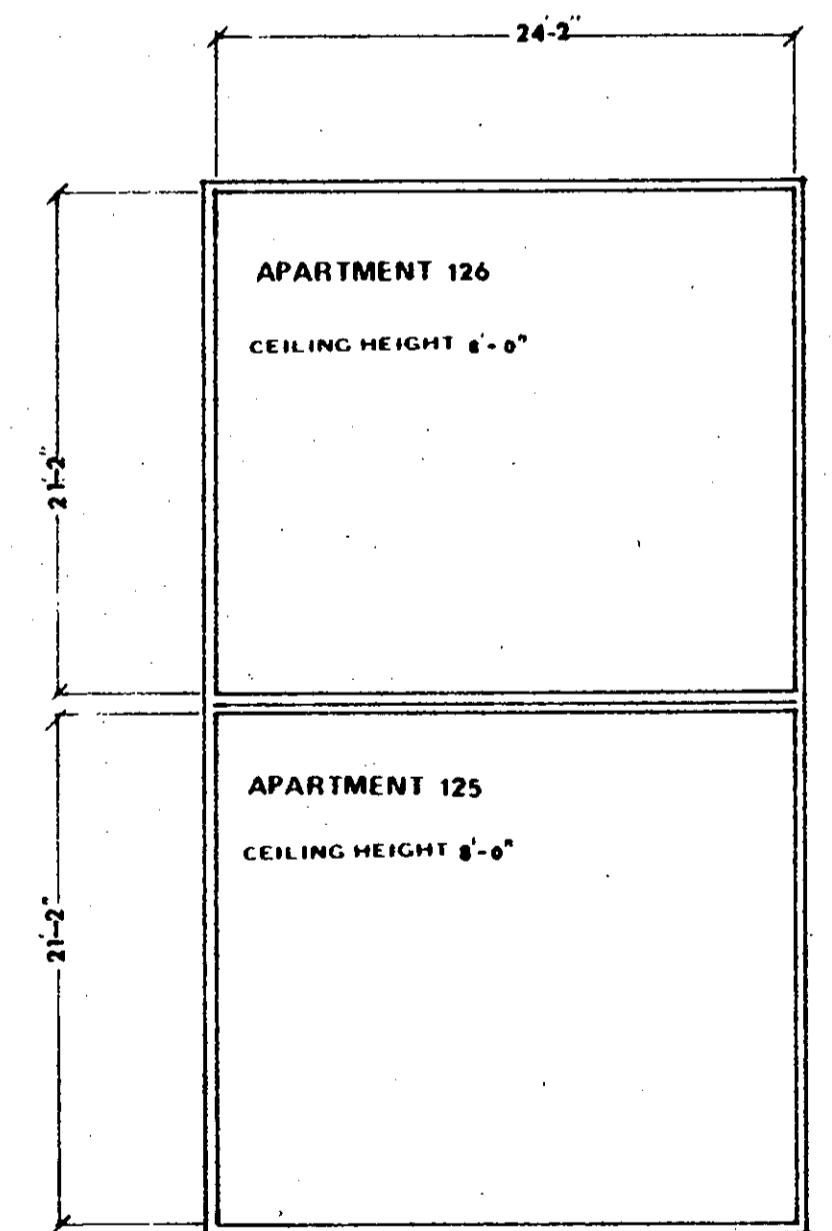 24'-2"
APARTMENT 126
CEILING HEIGHT 8'-0"
21'-2"
APARTMENT 125
CEILING HEIGHT 8'-0"
21'-2"